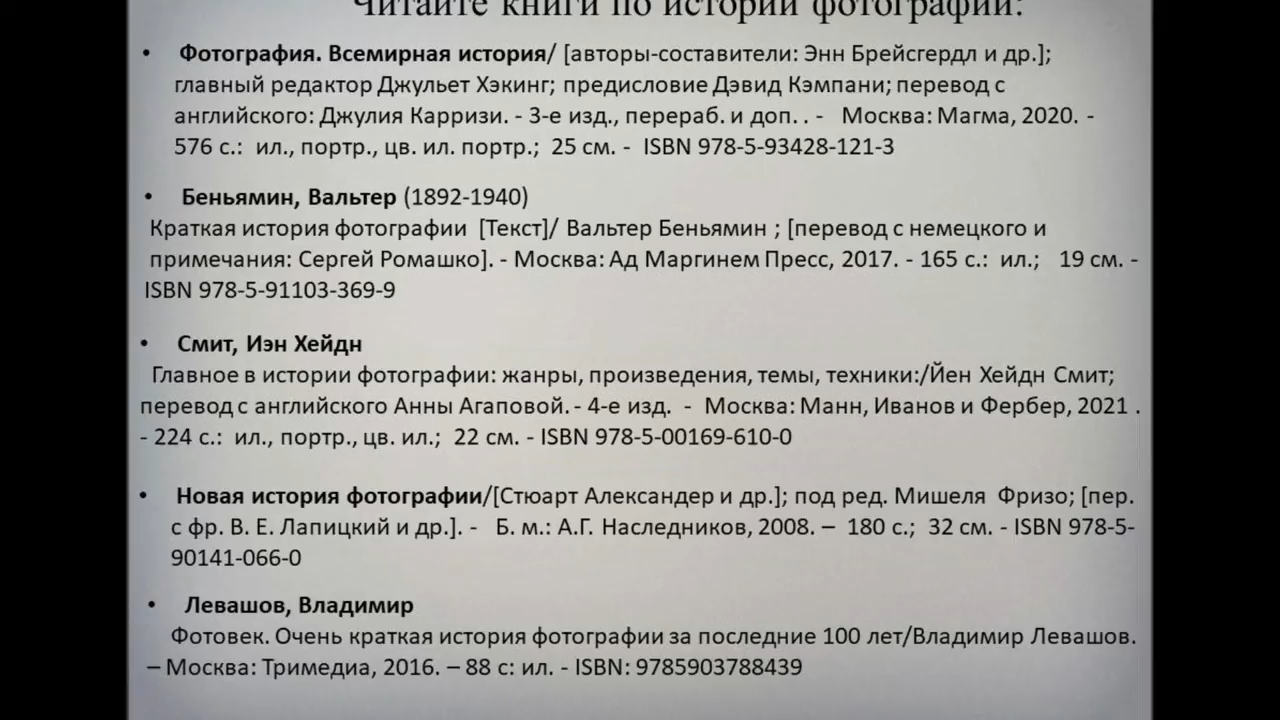 Читайте книги по истории фотографии:
• Фотография. Всемирная история/ [авторы-составители: Энн Брейсгердл и др.];
главный редактор Джульет Хэкинг; предисловие Дэвид Кэмпани; перевод с
английского: Джулия Карризи. - 3-е изд., перераб. и доп. . - Москва: Магма, 2020. -
576 с.: ил., портр., цв. ил. портр.; 25 см. - ISBN 978-5-93428-121-3
• Беньямин, Вальтер (1892-1940)
Краткая история фотографии [Текст]/ Вальтер Беньямин ; [перевод с немецкого и
примечания: Сергей Ромашко]. - Москва: Ад Маргинем Пресс, 2017. - 165 с.: ил.; 19 см. -
ISBN 978-5-91103-369-9
• Смит, Иэн Хейдн
Главное в истории фотографии: жанры, произведения, темы, техники:/Йен Хейдн Смит;
перевод с английского Анны Агаповой. - 4-е изд. - Москва: Манн, Иванов и Фербер, 2021 .
- 224 с.: ил., портр., цв. ил.; 22 см. - ISBN 978-5-00169-610-0
• Новая история фотографии/[Стюарт Александер и др.]; под ред. Мишеля Фризо; [пер.
с фр. В. Е. Лапицкий и др.]. - Б. м.: А.Г. Наследников, 2008. – 180 с.; 32 см. - ISBN 978-5-
90141-066-0
• Левашов, Владимир
Фотовек. Очень краткая история фотографии за последние 100 лет/Владимир Левашов.
– Москва: Тримедиа, 2016. – 88 с: ил. - ISBN: 9785903788439